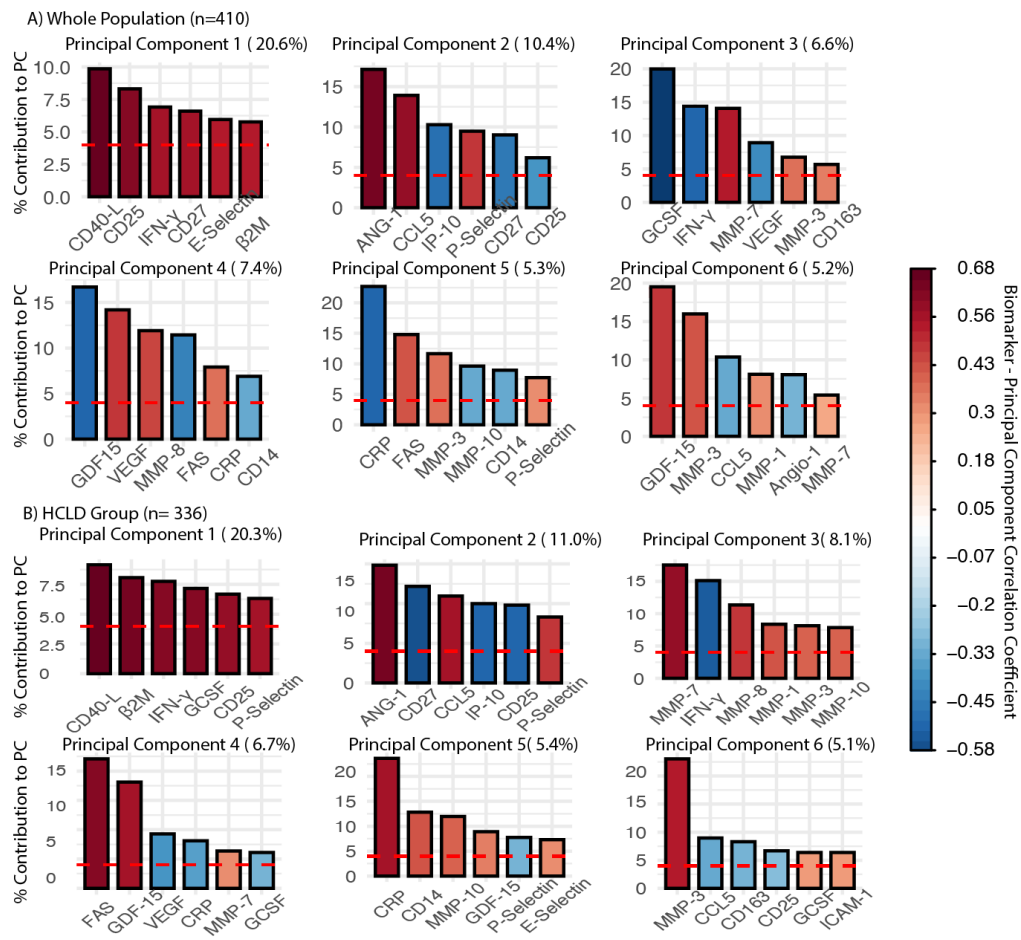 A) Whole Population (n=410)
Principal Component 1 ( 20.6%)
% Contribution to PC
10.0
7.5
5.0
2.5
0.0
CD40-L
CD25
IFN-γ
CD27
E-Selectin
β2M
Principal Component 2 ( 10.4%)
15
10
5
0
ANG-1
CCL5
IP-10
P-Selectin
CD27
CD25
Principal Component 3 ( 6.6%)
20
15
10
5
0
GCSF
IFN-γ
MMP-7
VEGF
MMP-3
CD163
Principal Component 4 ( 7.4%)
% Contribution to PC
15
10
5
0
GDF15
VEGF
MMP-8
FAS
CRP
CD14
Principal Component 5 ( 5.3%)
20
15
10
5
0
CRP
FAS
MMP-3
MMP-10
CD14
P-Selectin
Principal Component 6 ( 5.2%)
20
15
10
5
0
GDF-15
MMP-3
CCL5
MMP-1
Angio-1
MMP-7
B) HCLD Group (n= 336)
Principal Component 1 ( 20.3%)
% Contribution to PC
7.5
5.0
2.5
0
CD40-L
β2M
IFN-γ
GCSF
CD25
P-Selectin
Principal Component 2 ( 11.0%)
15
10
5
0
ANG-1
CD27
CCL5
IP-10
CD25
P-Selectin
Principal Component 3( 8.1%)
15
10
5
0
MMP-7
IFN-γ
MMP-8
MMP-1
MMP-3
MMP-10
Principal Component 4 ( 6.7%)
% Contribution to PC
15
10
5
0
FAS
GDF-15
VEGF
CRP
MMP-7
GCSF
Principal Component 5( 5.4%)
20
15
10
5
0
CRP
CD14
MMP-10
GDF-15
P-Selectin
E-Selectin
Principal Component 6 ( 5.1%)
20
15
10
5
0
MMP-3
CCL5
CD163
CD25
GCSF
ICAM-1
0.68
0.56
0.43
0.3
0.18
0.05
−0.07
−0.2
−0.33
−0.45
−0.58
Biomarker - Principal Component Correlation Coefficient